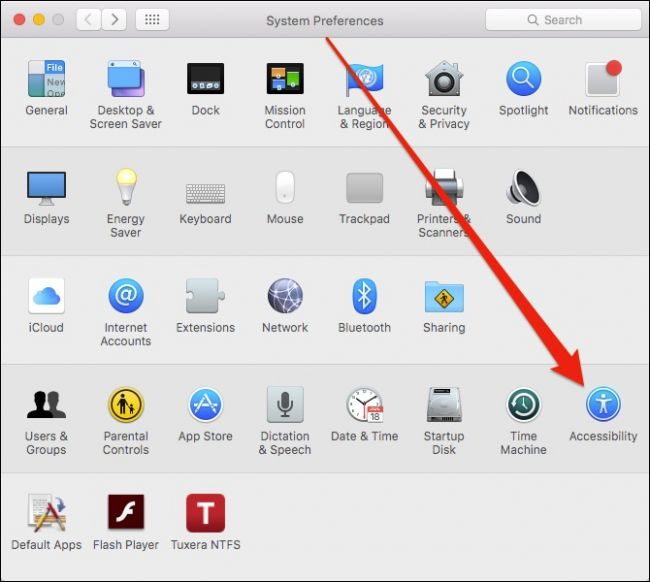 System Preferences
Search
General
Desktop &
Screen Saver
Dock
Mission
Control
Language
& Region
Security
& Privacy
Spotlight
Notifications
Displays
Energy
Saver
Keyboard
Mouse
Trackpad
Printers &
Scanners
Sound
iCloud
Internet
Accounts
Extensions
Network
Bluetooth
Sharing
Users &
Groups
Parental
Controls
App Store
Dictation
& Speech
Date & Time
Startup
Disk
Time
Machine
Accessibility
Default Apps
Flash Player
Tuxera NTFS
File
New
Ope
JUL
18
T